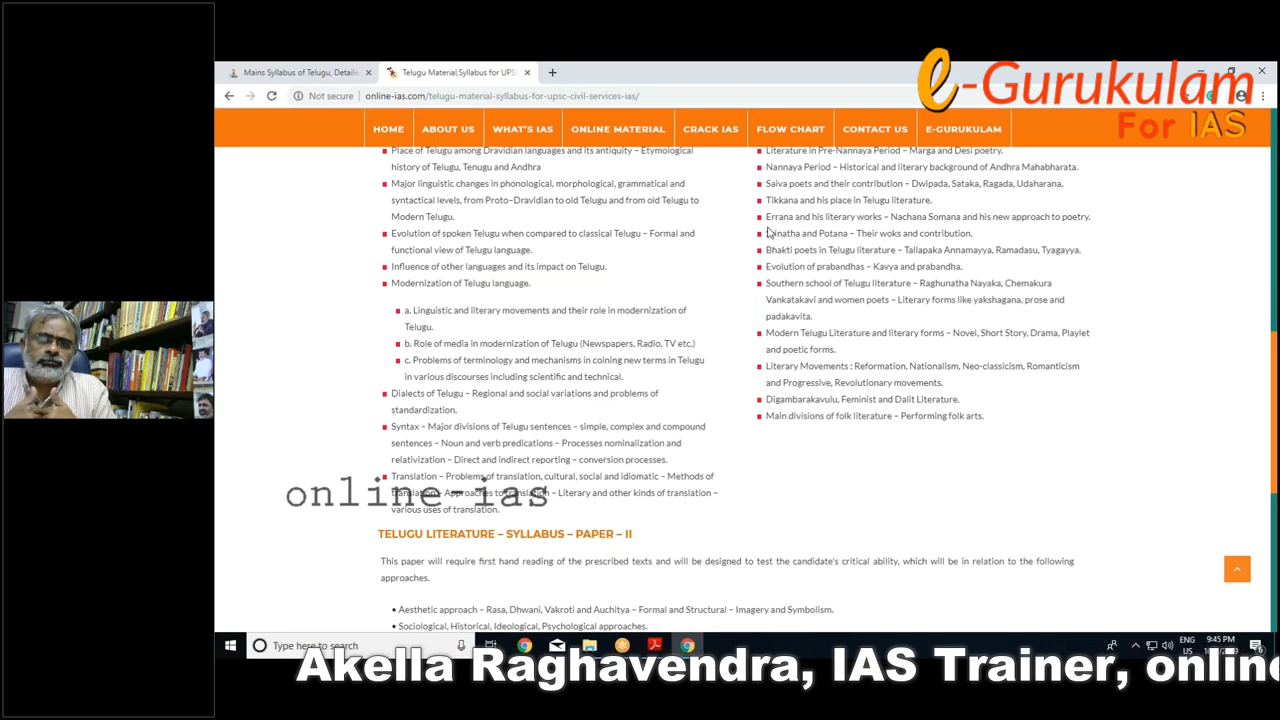 e-Gurukulam
For IAS
Mains Syllabus of Telugu, Detaile
Telugu Material,Syllabus for UPS
Not secure
online-ias.com/telugu-material-syllabus-for-upsc-civil-services-ias/
HOME
ABOUT US
WHAT'S IAS
ONLINE MATERIAL
CRACK IAS
FLOW CHART
CONTACT US
E-GURUKULAM
Place of Telugu among Dravidian languages and its antiquity – Etymological
history of Telugu, Tenugu and Andhra
Major linguistic changes in phonological, morphological, grammatical and
syntactical levels, from Proto–Dravidian to old Telugu and from old Telugu to
Modern Telugu.
Evolution of spoken Telugu when compared to classical Telugu – Formal and
functional view of Telugu language.
Influence of other languages and its impact on Telugu.
Modernization of Telugu language.
a. Linguistic and literary movements and their role in modernization of
Telugu.
b. Role of media in modernization of Telugu (Newspapers, Radio, TV etc.)
c. Problems of terminology and mechanisms in coining new terms in Telugu
in various discourses including scientific and technical.
Dialects of Telugu – Regional and social variations and problems of
standardization.
Syntax – Major divisions of Telugu sentences – simple, complex and compound
sentences – Noun and verb predications – Processes nominalization and
relativization – Direct and indirect reporting – conversion processes.
Translation – Problems of translation, cultural, social and idiomatic – Methods of
translation – Approaches to translation – Literary and other kinds of translation –
various uses of translation.
Literature in Pre-Nannaya Period – Marga and Desi poetry.
Nannaya Period – Historical and literary background of Andhra Mahabharata.
Saiva poets and their contribution – Dwipada, Sataka, Ragada, Udaharana.
Tikkana and his place in Telugu literature.
Errana and his literary works – Nachana Somana and his new approach to poetry.
and Potana – Their woks and contribution.
Bhakti poets in Telugu literature – Tallapaka Annamayya, Ramadasu, Tyagayya.
Evolution of prabandhas – Kavya and prabandha.
Southern school of Telugu literature – Raghunatha Nayaka, Chemakura
Vankatakavi and women poets – Literary forms like yakshagana, prose and
padakavita.
Modern Telugu Literature and literary forms – Novel, Short Story, Drama, Playlet
and poetic forms.
Literary Movements : Reformation, Nationalism, Neo-classicism, Romanticism
and Progressive, Revolutionary movements.
Digambarakavulu, Feminist and Dalit Literature.
Main divisions of folk literature – Performing folk arts.
online-ias
TELUGU LITERATURE – SYLLABUS – PAPER – II
This paper will require first hand reading of the prescribed texts and will be designed to test the candidate's critical ability, which will be in relation to the following
approaches.
• Aesthetic approach – Rasa, Dhwani, Vakroti and Auchitya – Formal and Structural – Imagery and Symbolism.
• Sociological, Historical, Ideological, Psychological approaches.
Type here to search
ENG
US
9:45 PM
Akella Raghavendra, IAS Trainer, online